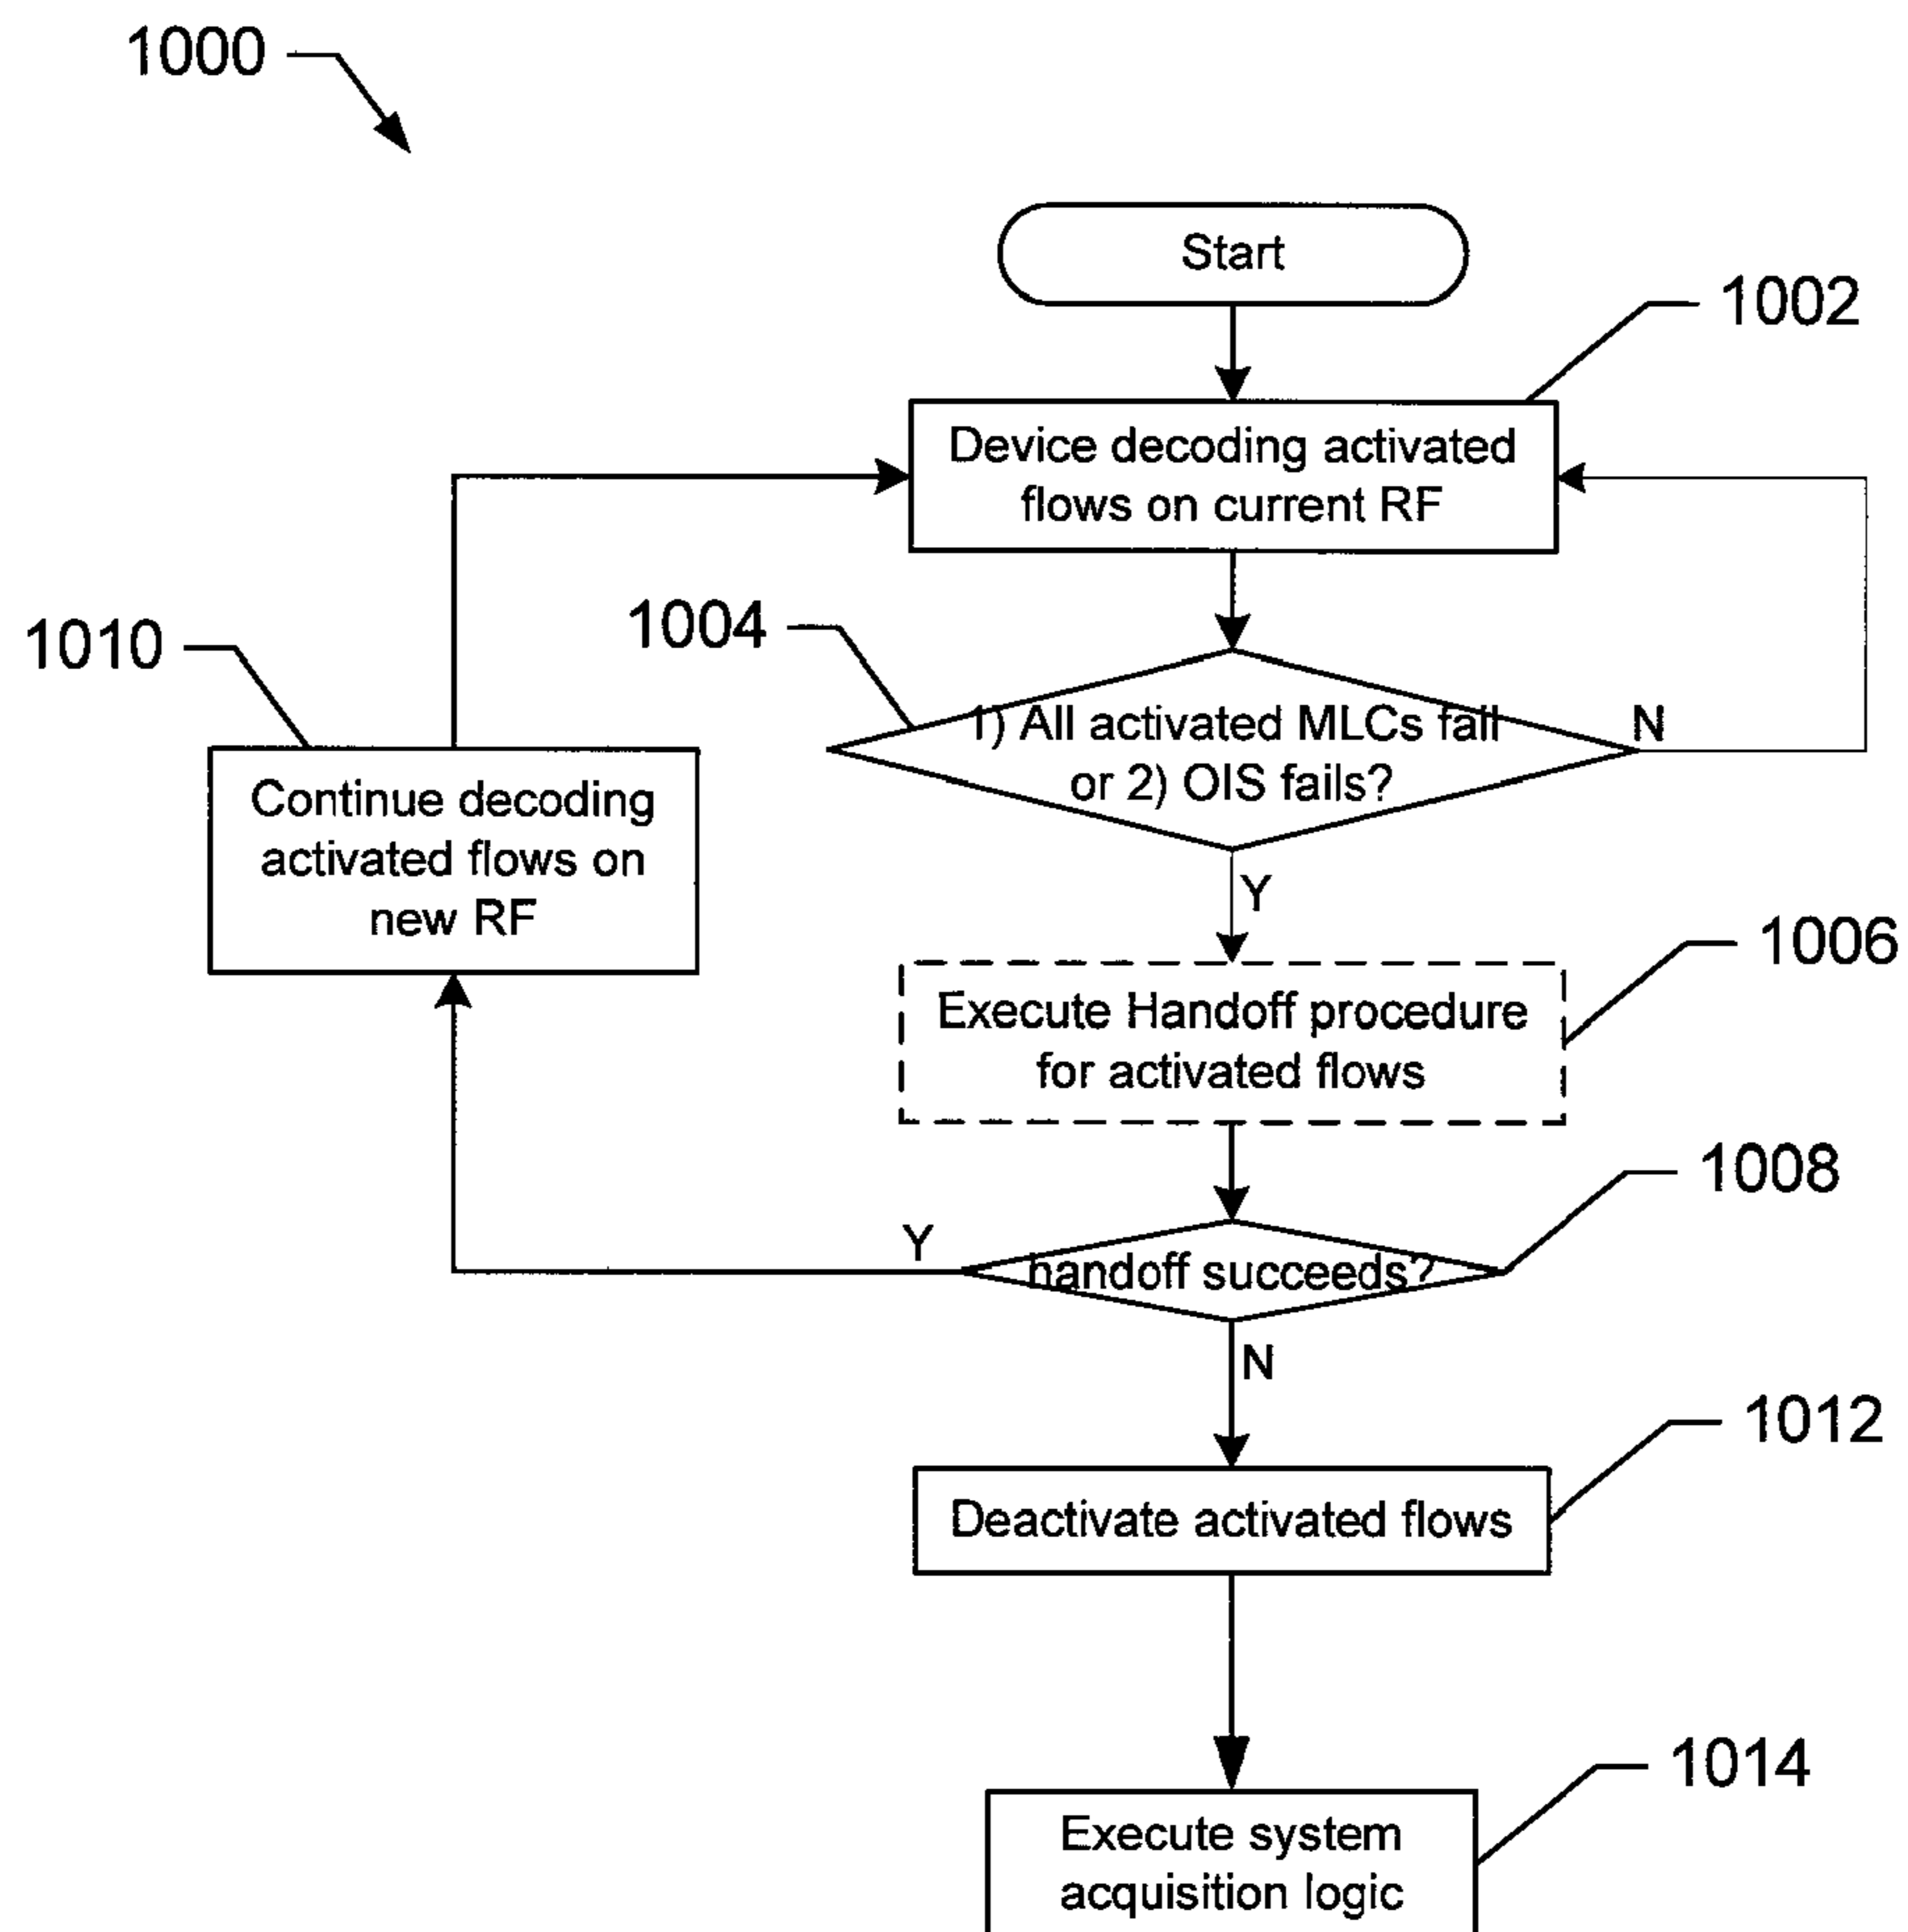 1000
Start
1002
Device decoding activated
flows on current RF
1004
1010
1) All activated MLCs fail
or 2) OIS fails?
N
Continue decoding
activated flows on
new RF
Y
1006
Execute Handoff procedure
for activated flows
1008
Y
handoff succeeds?
N
1012
Deactivate activated flows
1014
Execute system
acquisition logic